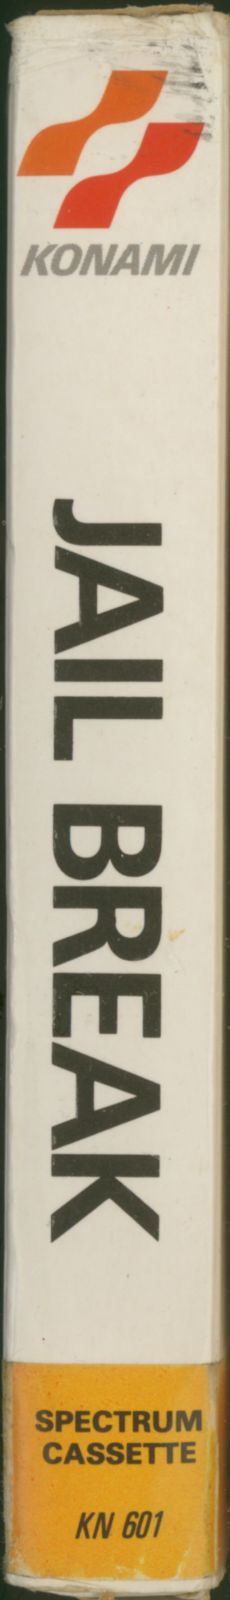 KONAMI
JAIL BREAK
SPECTRUM
CASSETTE
KN 601